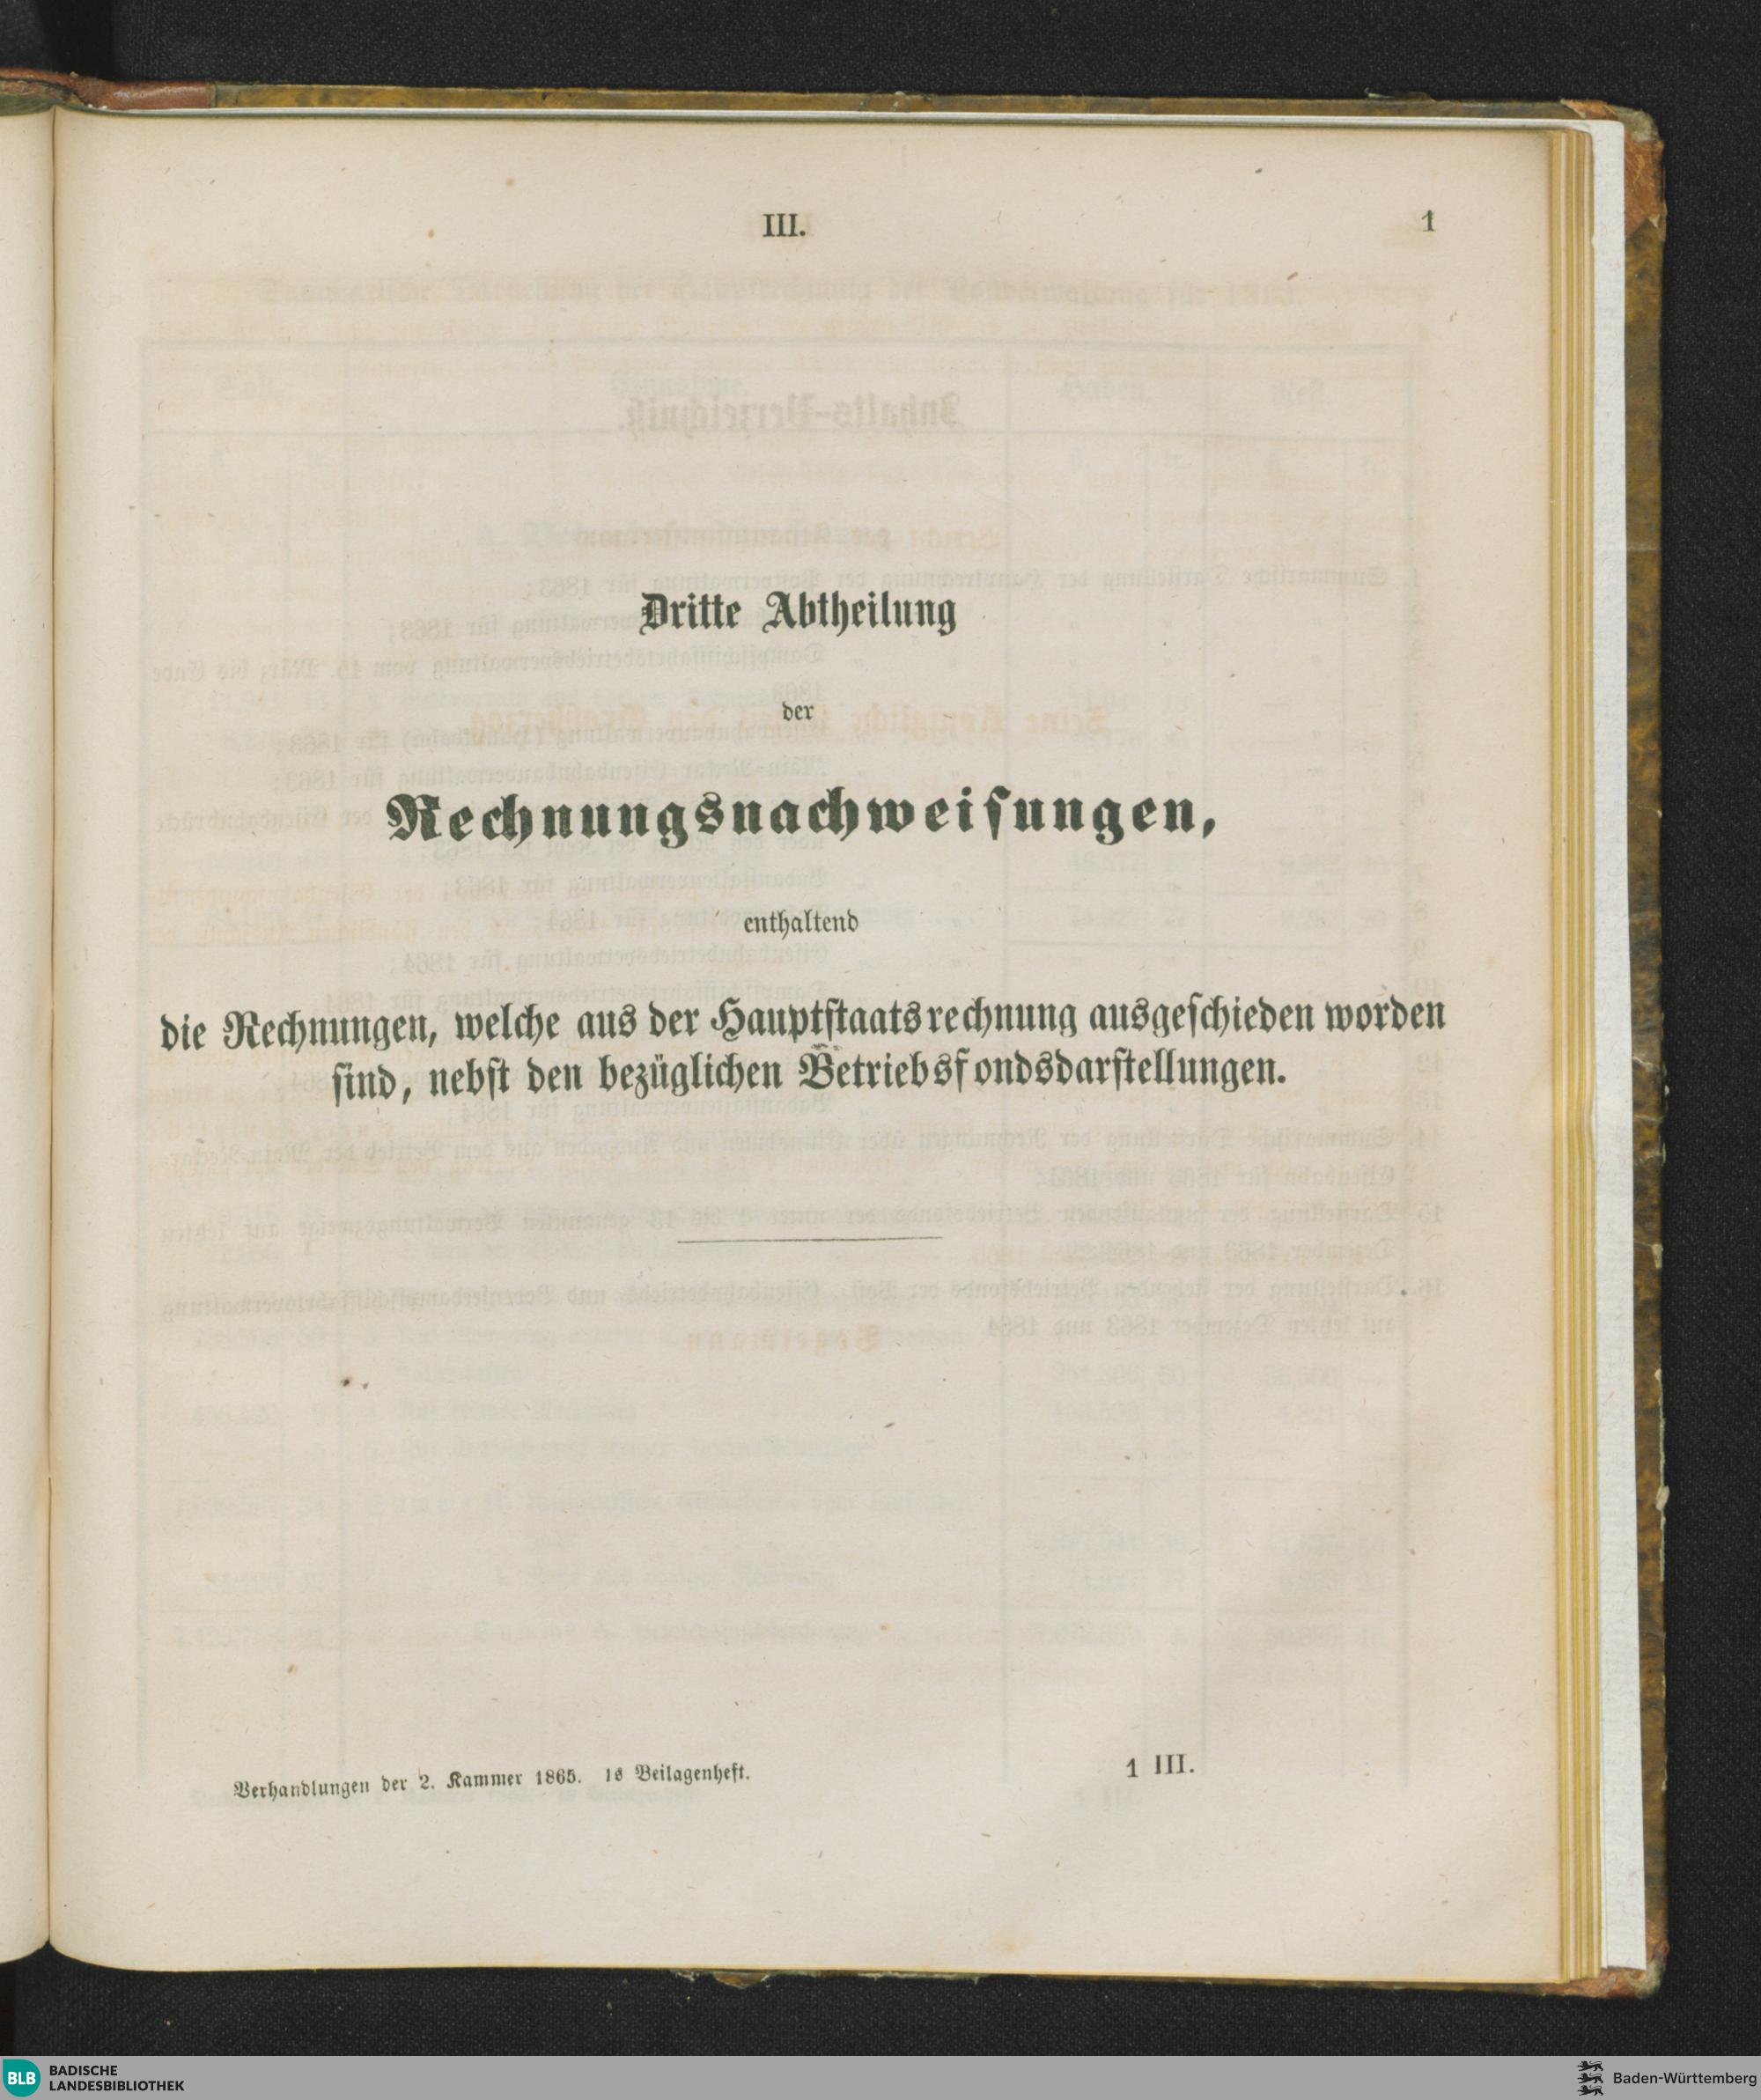 III.
1
Dritte Abtheilung
der
Rechnungsnachweisungen,
enthaltend
die Rechnungen, welche aus der Hauptstaatsrechnung ausgeschieden worden
sind, nebst den bezüglichen Betriebsfondsdarstellungen.
Verhandlungen der 2. Kammer 1865. 1s Beilagenheft.
1 III.
BLB
BADISCHE
LANDESBIBLIOTHEK
Baden-Württemberg